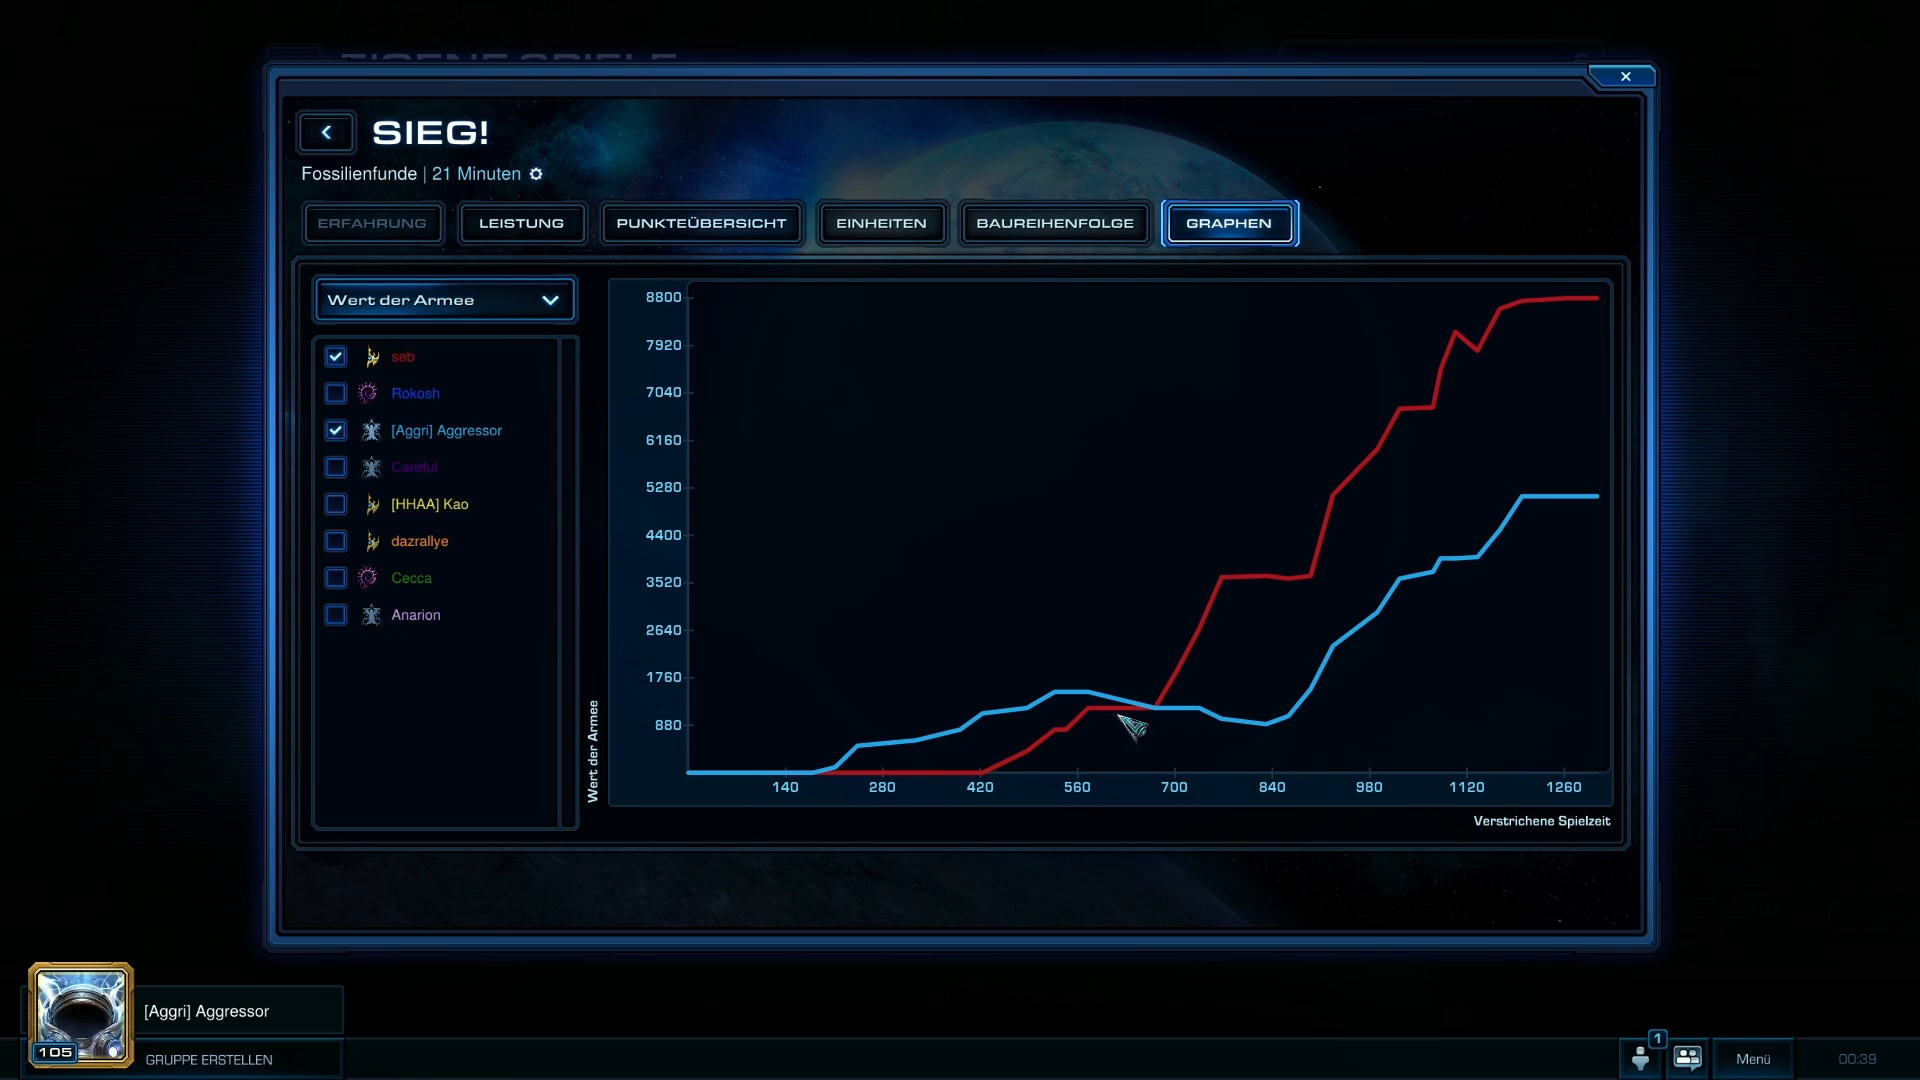 SIEG!
Fossilienfunde | 21 Minuten
ERFAHRUNG
LEISTUNG
PUNKTEÜBERSICHT
EINHEITEN
BAUREIHENFOLGE
GRAPHEN
Wert der Armee
seb
Rokosh
[Aggri] Aggressor
Careful
[HHAA] Kao
dazrallye
Cecca
Anarion
8800
7920
7040
6160
5280
4400
3520
2640
1760
880
Wert der Armee
140 280 420 560 700 840 980 1120 1260
Verstrichene Spielzeit
[Aggri] Aggressor
105
GRUPPE ERSTELLEN
1
Menü
00:39